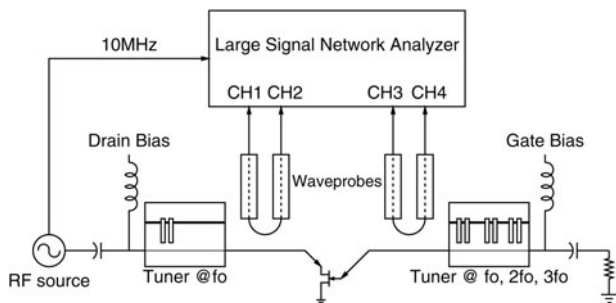 10MHz
Large Signal Network Analyzer
CH1 CH2 CH3 CH4
Drain Bias
Gate Bias
Waveprobes
RF source
Tuner @fo
Tuner @ fo, 2fo, 3fo